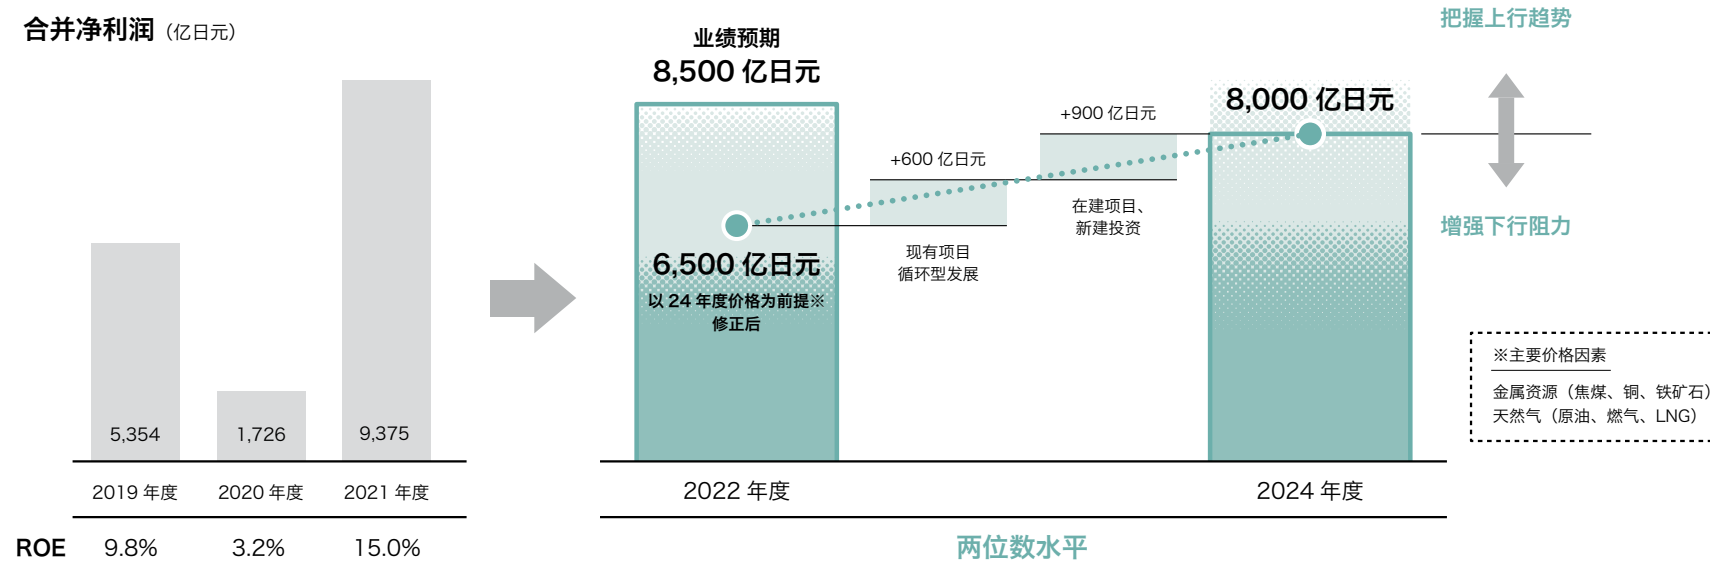 合并净利润（亿日元）
5,354
1,726
9,375
2019 年度
2020 年度
2021 年度
ROE
9.8%
3.2%
15.0%
业绩预期
8,500 亿日元
6,500 亿日元
以 24 年度价格为前提※
修正后
+600 亿日元
现有项目
循环型发展
+900 亿日元
在建项目、
新建投资
8,000 亿日元
2022 年度
2024 年度
两位数水平
把握上行趋势
增强下行阻力
※主要价格因素
金属资源（焦煤、铜、铁矿石）
天然气（原油、燃气、LNG）